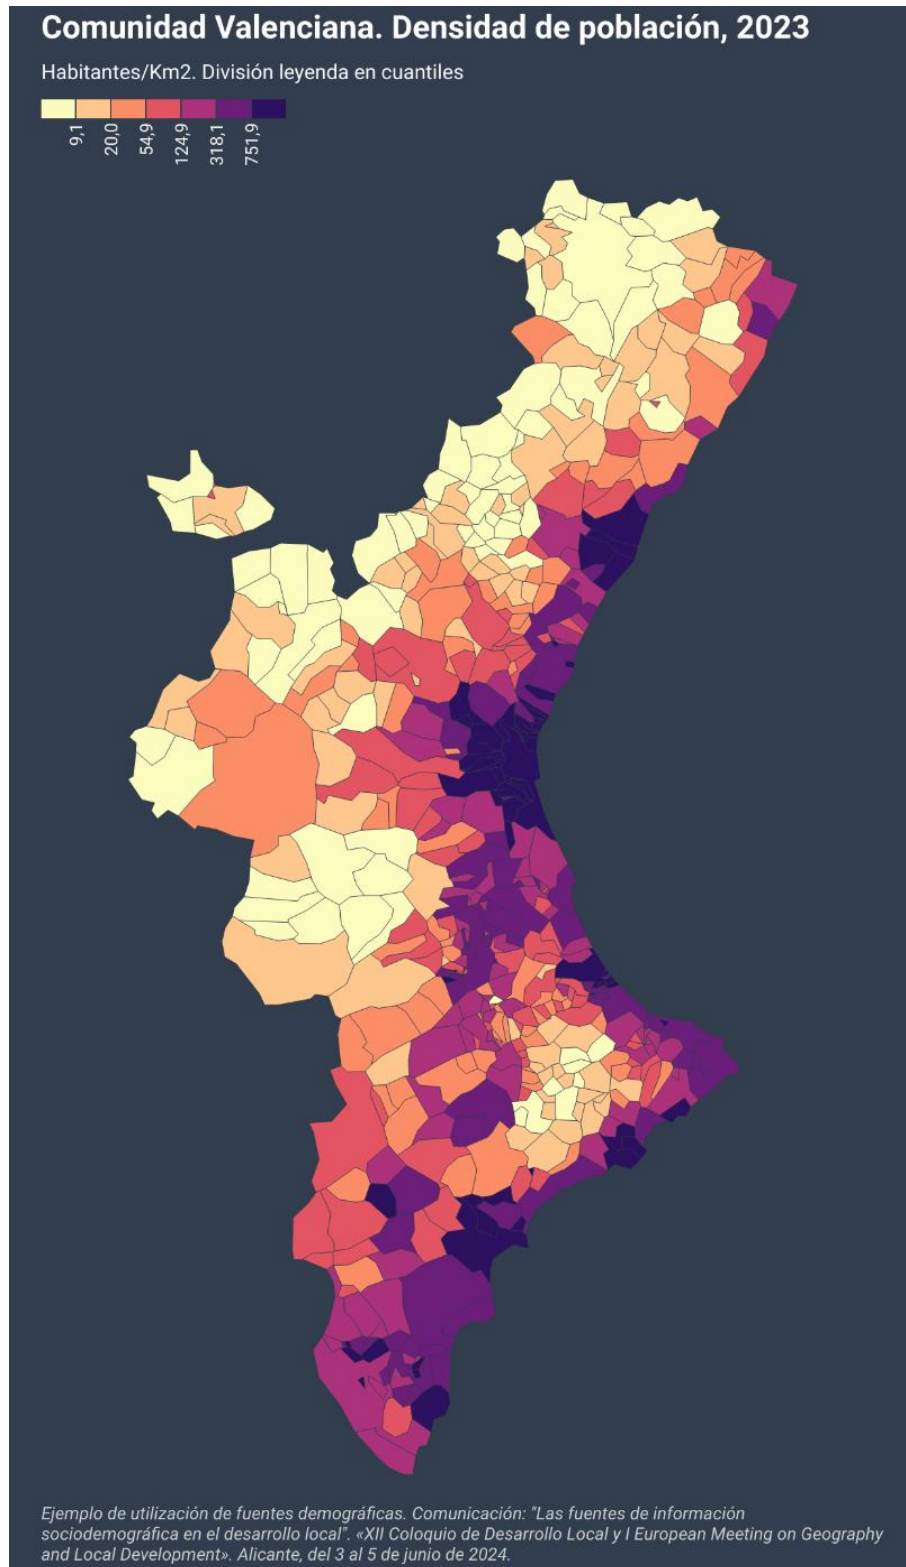 Comunidad Valenciana. Densidad de población, 2023
Habitantes/Km2. División leyenda en cuantiles
9,1
20,0
54,9
124,9
318,1
751,9
Ejemplo de utilización de fuentes demográficas. Comunicación: "Las fuentes de información
sociodemográfica en el desarrollo local". «XII Coloquio de Desarrollo Local y I European Meeting on Geography
and Local Development». Alicante, del 3 al 5 de junio de 2024.